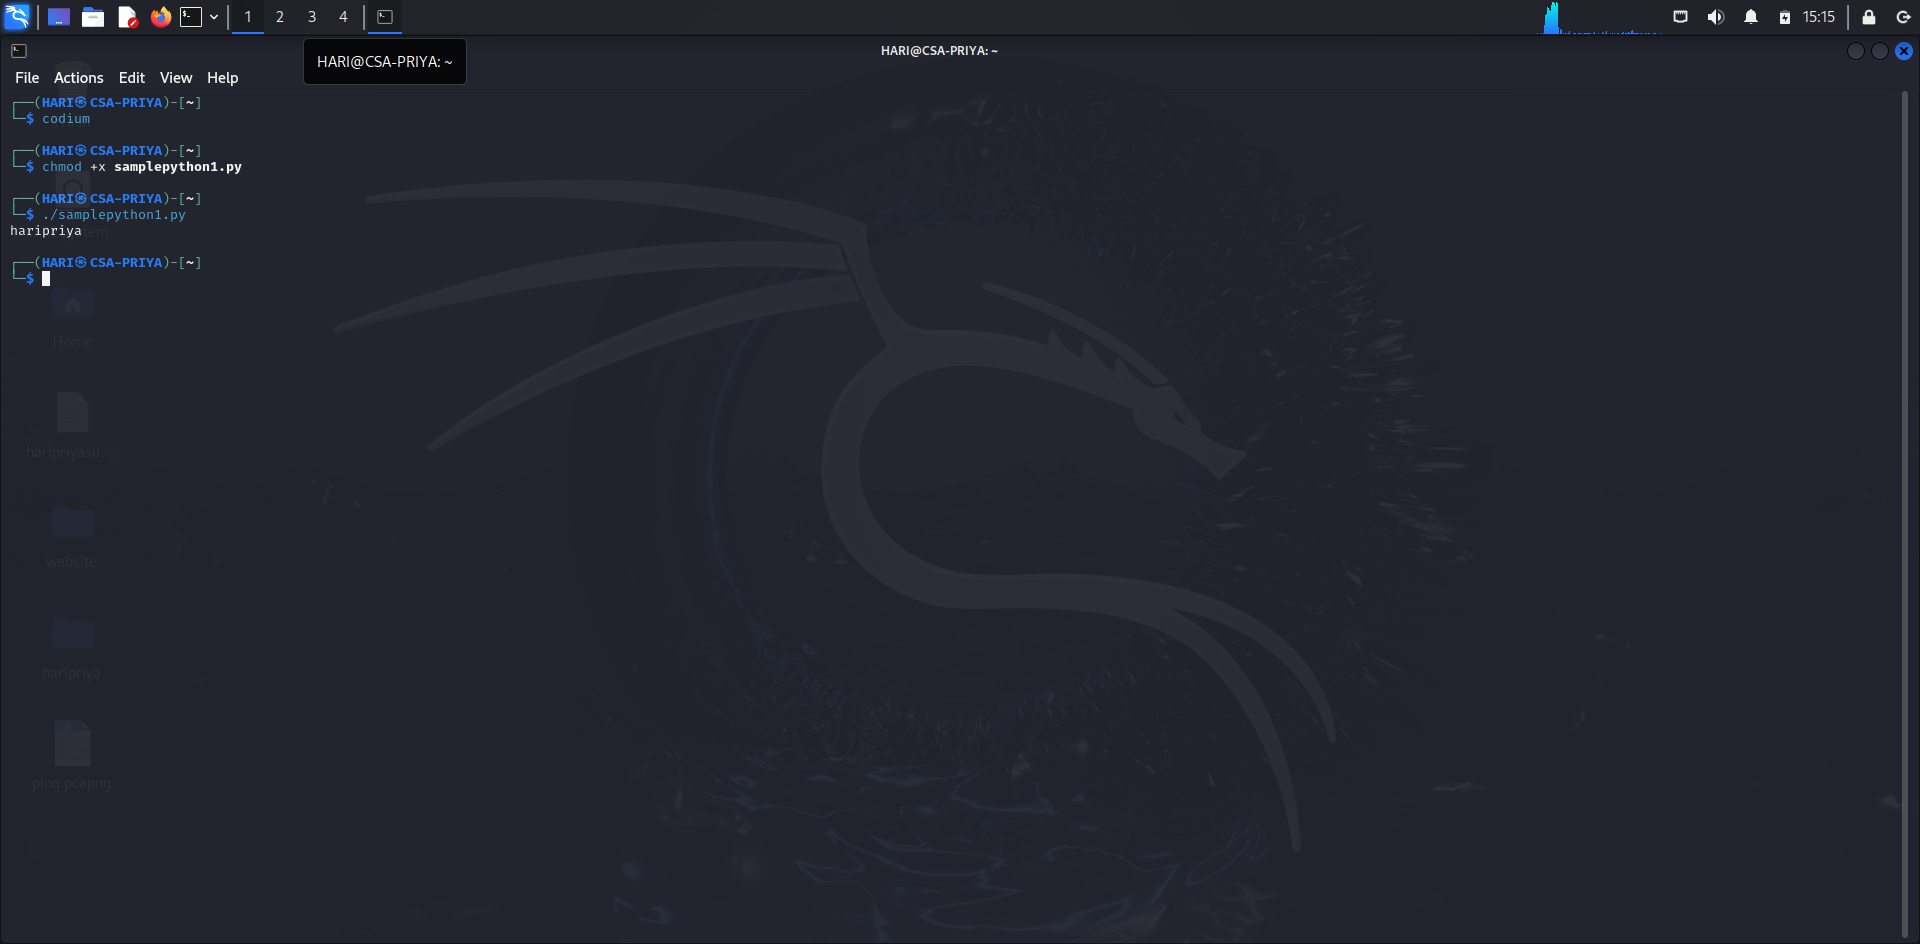 1 2 3 4 15:15
HARI@CSA-PRIYA: ~
File Actions Edit View Help
HARI@CSA-PRIYA: ~
┌──(HARI㉿CSA-PRIYA)-[~]
└─$ codium
┌──(HARI㉿CSA-PRIYA)-[~]
└─$ chmod +x samplepython1.py
┌──(HARI㉿CSA-PRIYA)-[~]
└─$ ./samplepython1.py
haripriya
┌──(HARI㉿CSA-PRIYA)-[~]
└─$
Home
haripriyasu...
website
haripriya
ping.pcapng